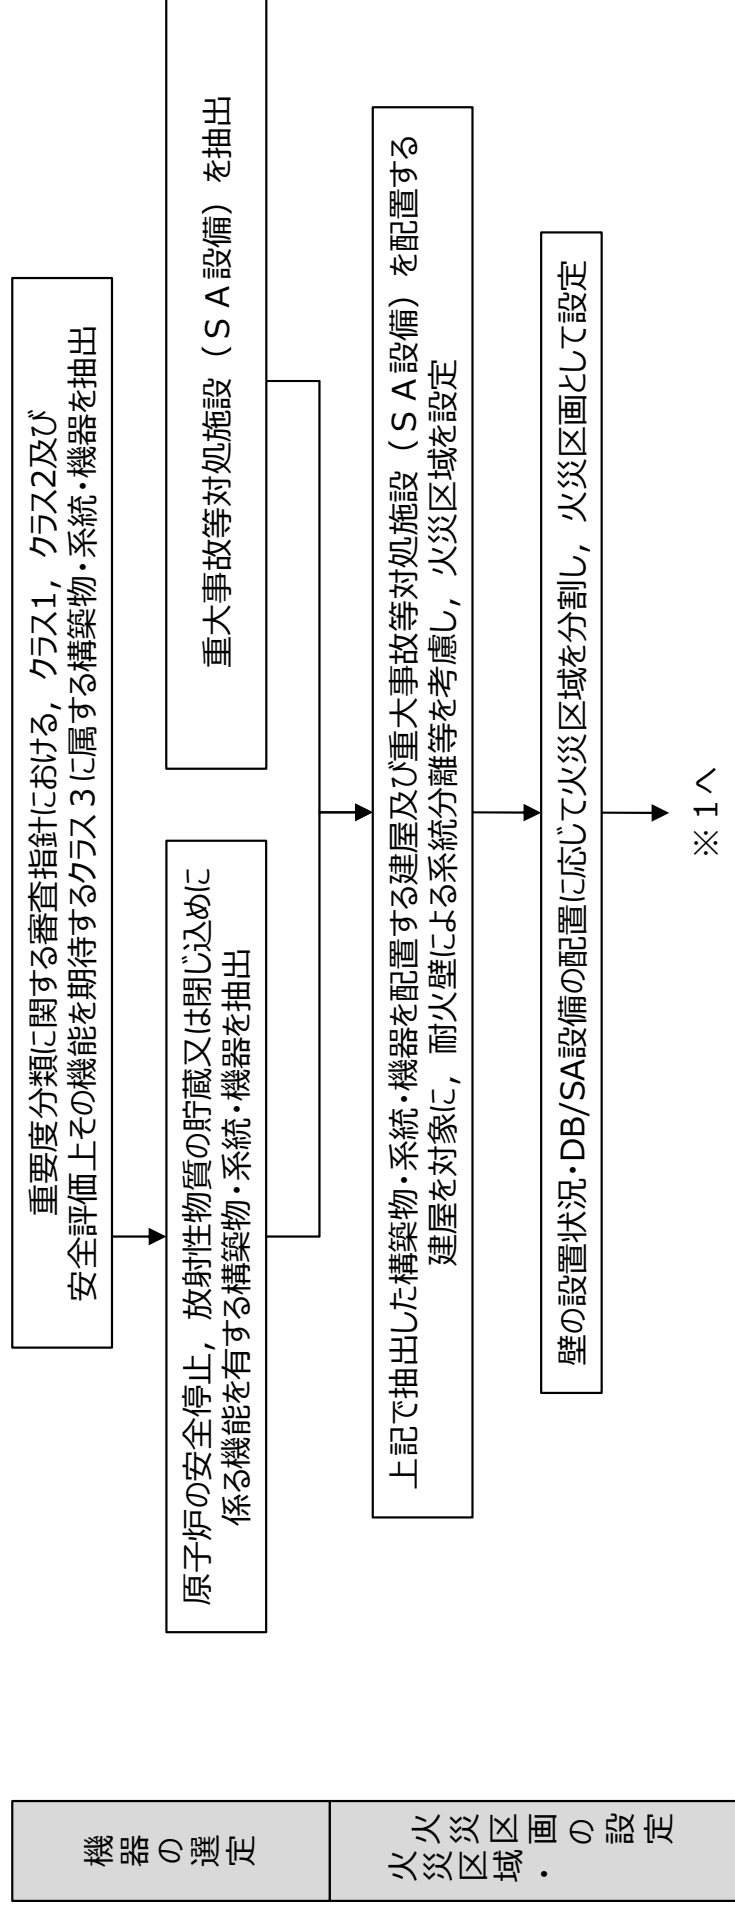 機器の選定
重要度分類に関する審査指針における，クラス1，クラス2及び
安全評価上その機能を期待するクラス３に属する構築物・系統・機器を抽出
原子炉の安全停止，放射性物質の貯蔵又は閉じ込めに
係る機能を有する構築物・系統・機器を抽出
重大事故等対処施設（ＳＡ設備）を抽出
火災区域・
火災区画の設定
上記で抽出した構築物・系統・機器を配置する建屋及び重大事故等対処施設（ＳＡ設備）を配置する
建屋を対象に，耐火壁による系統分離等を考慮し，火災区域を設定
壁の設置状況・DB/SA設備の配置に応じて火災区域を分割し，火災区画として設定
※１へ